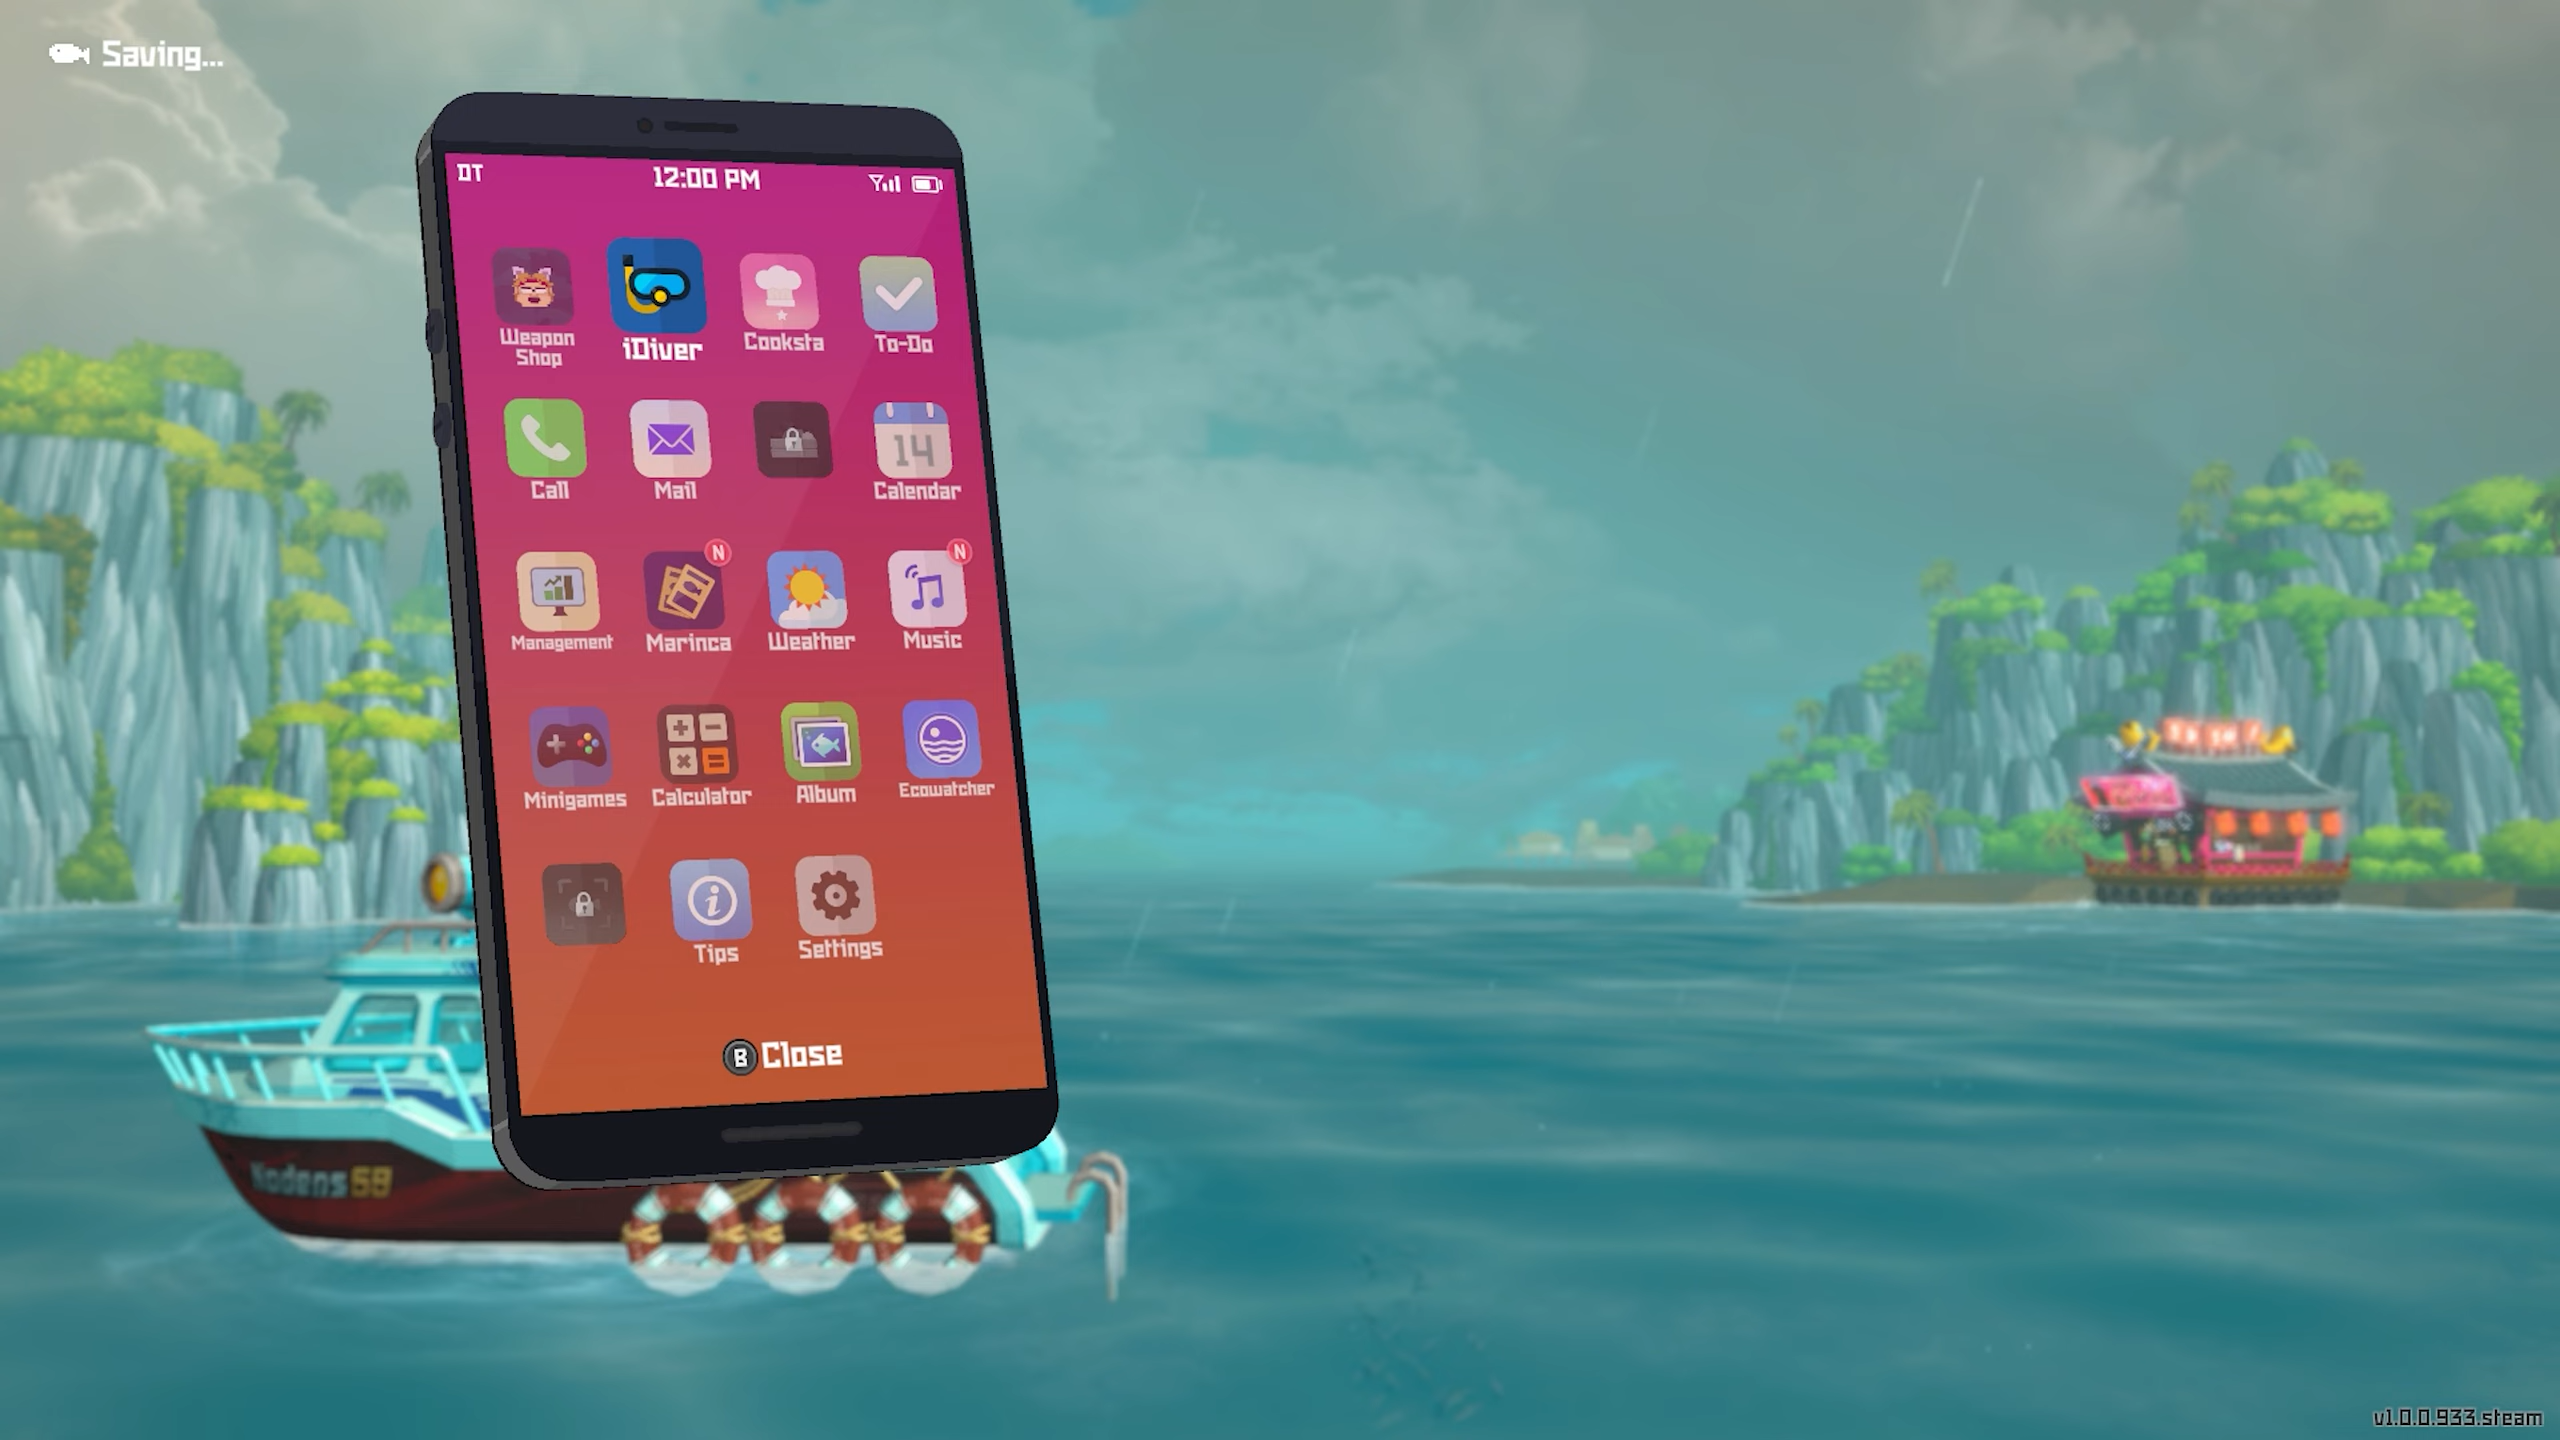 Saving...
DT
12:00 PM
Weapon
Shop
iDiver
Cooksta
To-Do
Call
Mail
14
Calendar
Management
N
Marinca
Weather
N
Music
Minigames
Calculator
Album
Ecowatcher
Tips
Settings
B Close
69
v1.0.0.933.steam